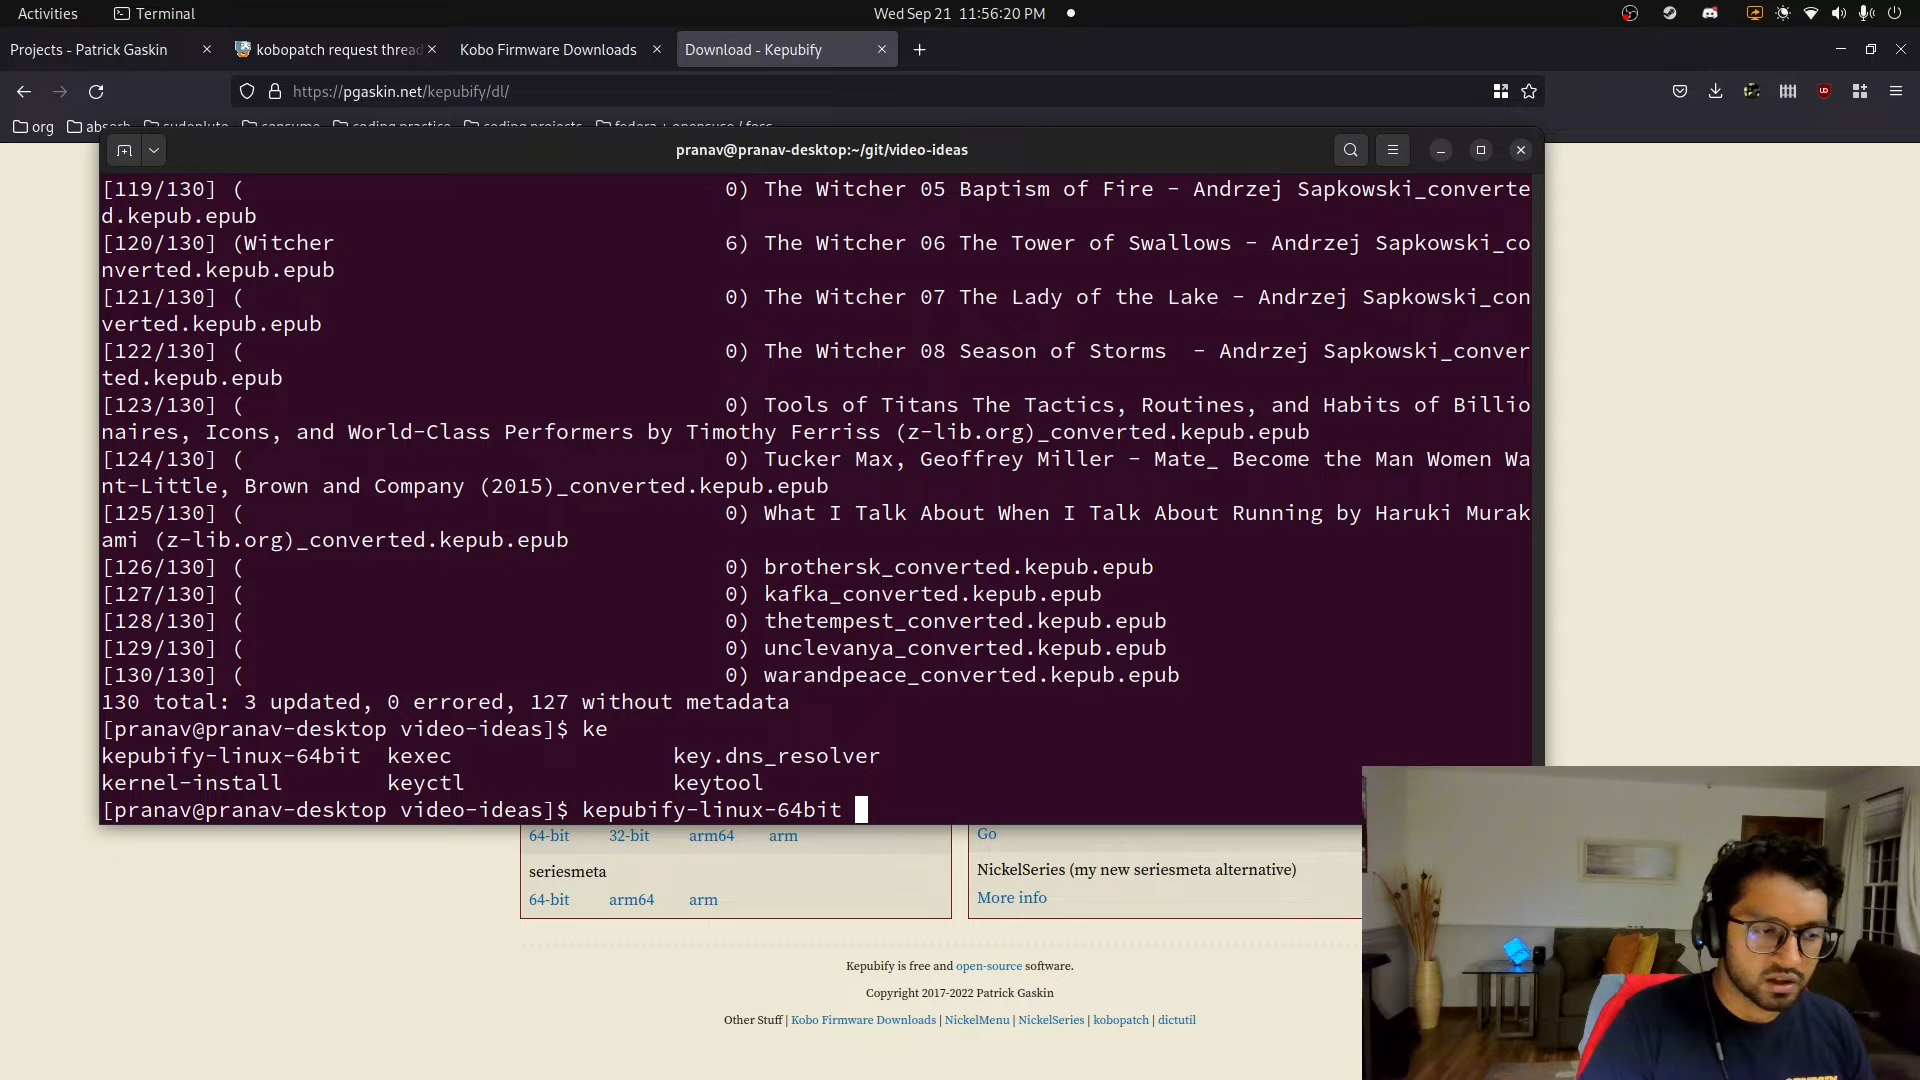 Activities
Terminal
Wed Sep 21 11:56:20 PM
Projects - Patrick Gaskin
kobopatch request thread
Kobo Firmware Downloads
Download - Kepubify
https://pgaskin.net/kepubify/dl/
org
pranav@pranav-desktop:~/git/video-ideas
[119/130] ( 0) The Witcher 05 Baptism of Fire - Andrzej Sapkowski_converte
d.kepub.epub
[120/130] (Witcher 6) The Witcher 06 The Tower of Swallows - Andrzej Sapkowski_co
nverted.kepub.epub
[121/130] ( 0) The Witcher 07 The Lady of the Lake - Andrzej Sapkowski_con
verted.kepub.epub
[122/130] ( 0) The Witcher 08 Season of Storms  - Andrzej Sapkowski_conver
ted.kepub.epub
[123/130] ( 0) Tools of Titans The Tactics, Routines, and Habits of Billio
naires, Icons, and World-Class Performers by Timothy Ferriss (z-lib.org)_converted.kepub.epub
[124/130] ( 0) Tucker Max, Geoffrey Miller - Mate_ Become the Man Women Wa
nt-Little, Brown and Company (2015)_converted.kepub.epub
[125/130] ( 0) What I Talk About When I Talk About Running by Haruki Murak
ami (z-lib.org)_converted.kepub.epub
[126/130] ( 0) brothersk_converted.kepub.epub
[127/130] ( 0) kafka_converted.kepub.epub
[128/130] ( 0) thetempest_converted.kepub.epub
[129/130] ( 0) unclevanya_converted.kepub.epub
[130/130] ( 0) warandpeace_converted.kepub.epub
130 total: 3 updated, 0 errored, 127 without metadata
[pranav@pranav-desktop video-ideas]$ ke
kepubify-linux-64bit kexec key.dns_resolver
kernel-install keyctl keytool
[pranav@pranav-desktop video-ideas]$ kepubify-linux-64bit
64-bit 32-bit arm64 arm
seriesmeta
64-bit arm64 arm
Go
NickelSeries (my new seriesmeta alternative)
More info
Kepubify is free and open-source software.
Copyright 2017-2022 Patrick Gaskin
Other Stuff | Kobo Firmware Downloads | NickelMenu | NickelSeries | kobopatch | dictutil